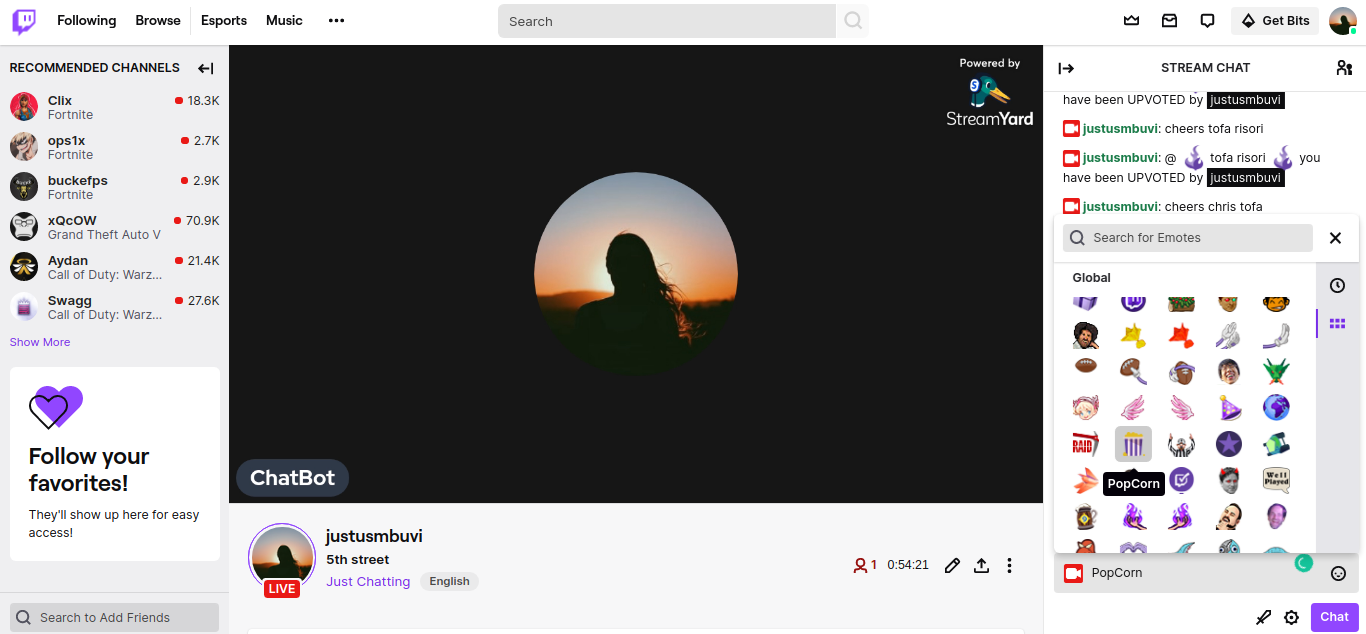 Following
Browse
Esports
Music
Search
Get Bits
RECOMMENDED CHANNELS
Clix
18.3K
Fortnite
ops1x
2.7K
Fortnite
buckefps
2.9K
Fortnite
xQcOW
70.9K
Grand Theft Auto V
Aydan
21.4K
Call of Duty: Warz...
Swagg
27.6K
Call of Duty: Warz...
Show More
Follow your
favorites!
They'll show up here for easy
access!
Search to Add Friends
Powered by
S
StreamYard
ChatBot
LIVE
justusmbuvi
5th street
Just Chatting
English
1
0:54:21
STREAM CHAT
have been UPVOTED by justusmbuvi
justusmbuvi: cheers tofa risori
justusmbuvi: @ tofa risori you
have been UPVOTED by justusmbuvi
justusmbuvi: cheers chris tofa
Search for Emotes
Global
RAID
PopCorn
Well
Played
PopCorn
Chat